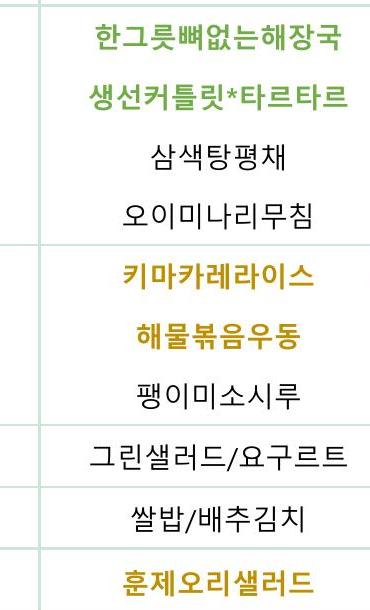 한그릇뼈없는해장국
생선커틀릿*타르타르
삼색탕평채
오이미나리무침
키마카레라이스
해물볶음우동
팽이미소시루
그린샐러드/요구르트
쌀밥/배추김치
훈제오리샐러드